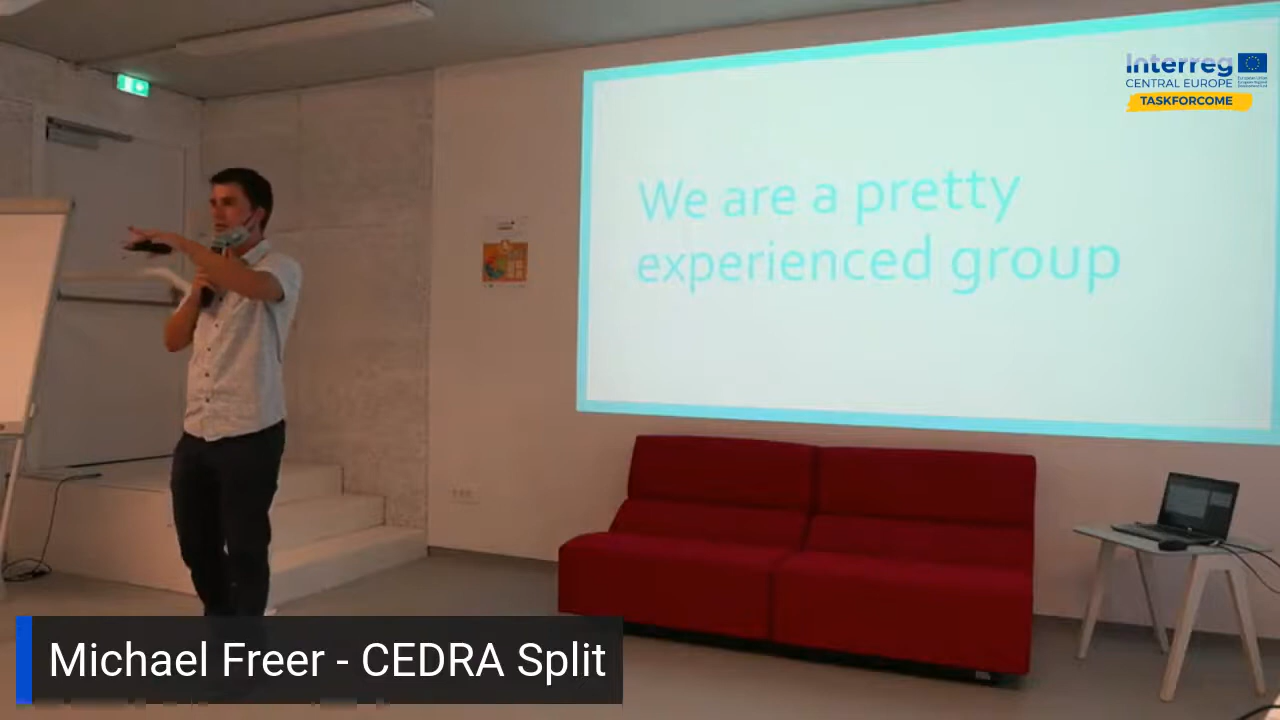 Interreg
CENTRAL EUROPE
TASKFORCOME
We are a pretty
experienced group
Michael Freer - CEDRA Split